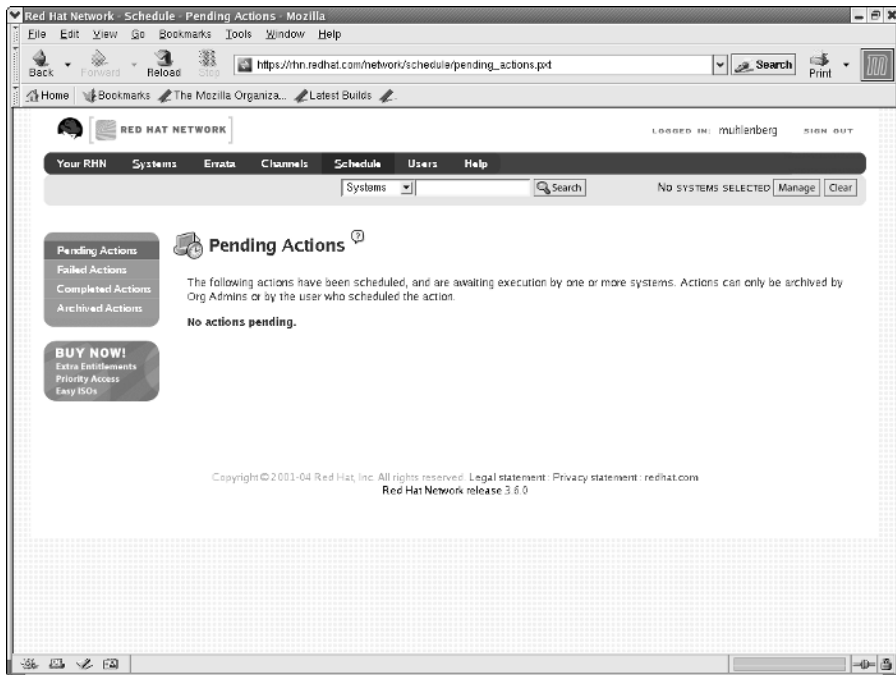 Red Hat Network - Schedule - Pending Actions - Mozilla
File Edit View Go Bookmarks Tools Window Help
Back Forward Reload Stop https://rhn.redhat.com/network/schedule/pending_actions.pxt Search Print
Home Bookmarks The Mozilla Organiza... Latest Builds
RED HAT NETWORK LOGGED IN: muhlenberg SIGN OUT
Your RHN Systems Errata Channels Schedule Users Help
Systems Search NO SYSTEMS SELECTED Manage Clear
Pending Actions
Failed Actions
Completed Actions
Archived Actions
Pending Actions ?
The following actions have been scheduled, and are awaiting execution by one or more systems. Actions can only be archived by
Org Admins or by the user who scheduled the action.
No actions pending.
BUY NOW!
Extra Entitlements
Priority Access
Easy ISOs
Copyright © 2001-04 Red Hat, Inc. All rights reserved. Legal statement : Privacy statement : redhat.com
Red Hat Network release 3.6.0